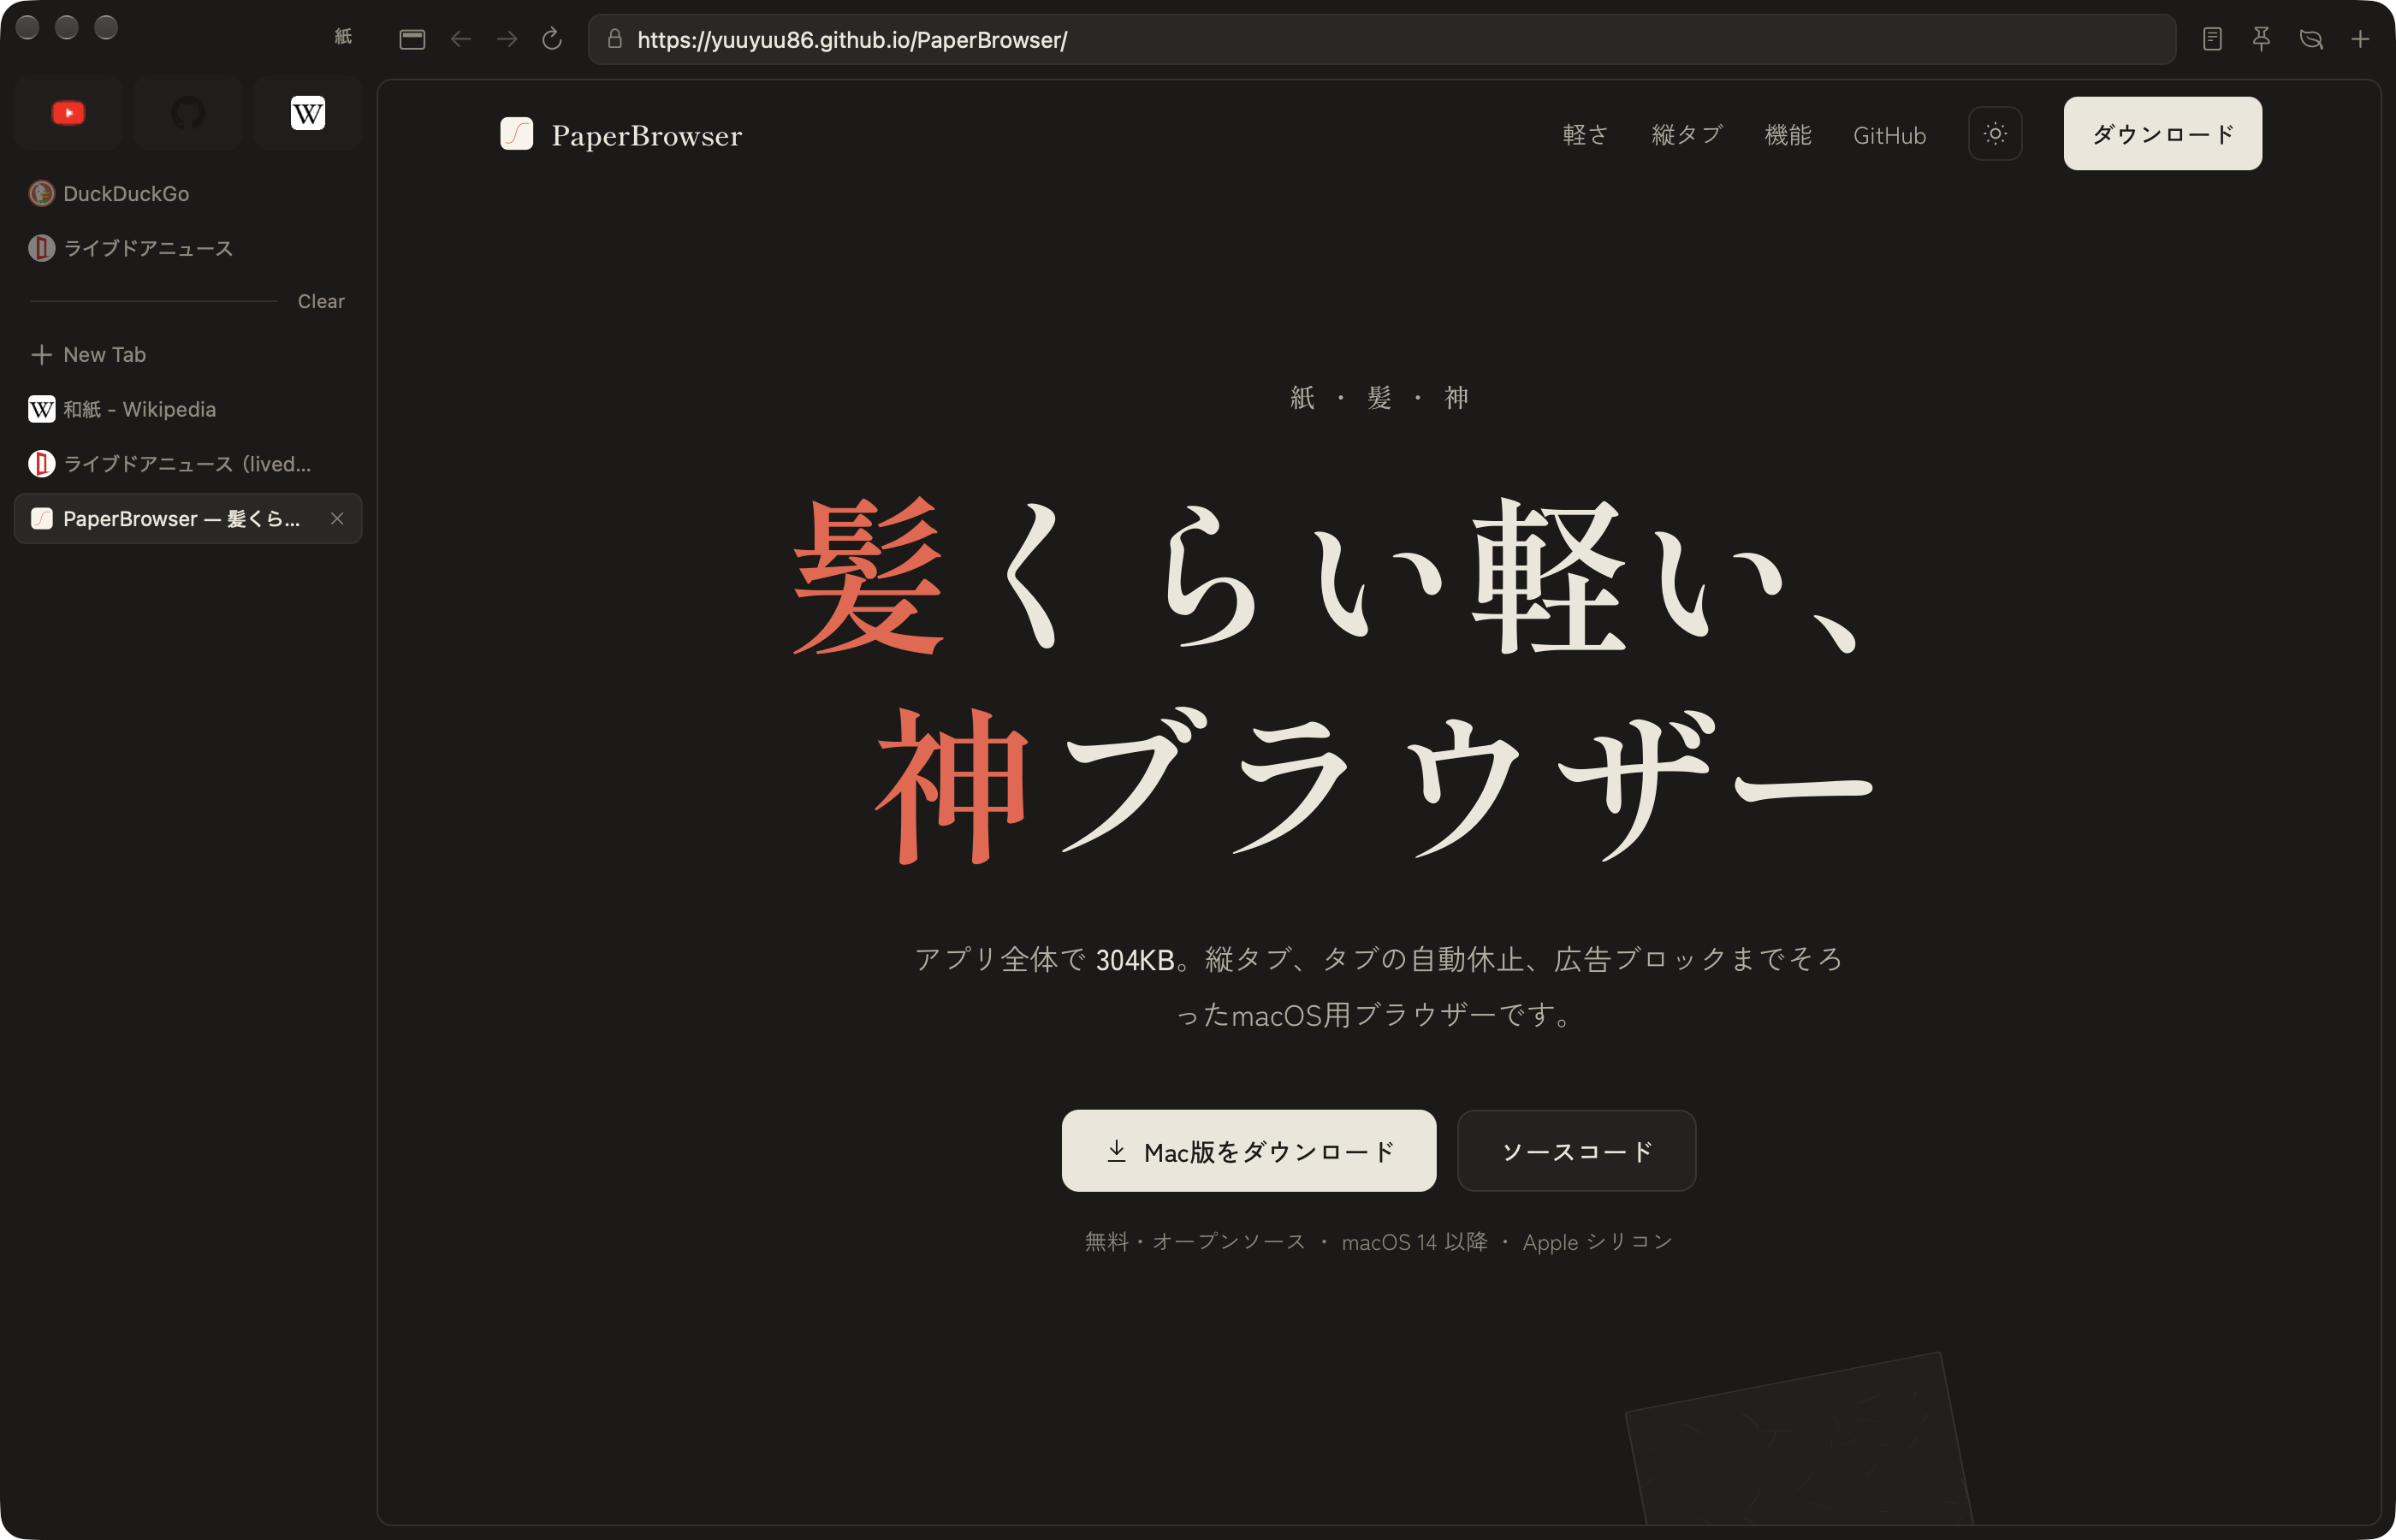 紙
https://yuuyuu86.github.io/PaperBrowser/
W
DuckDuckGo
ライブドアニュース
Clear
New Tab
W 和紙 - Wikipedia
ライブドアニュース (lived...
PaperBrowser — 髪くら...
PaperBrowser
軽さ 縦タブ 機能 GitHub ダウンロード
紙 · 髪 · 神
髪くらい軽い、
神ブラウザー
アプリ全体で 304KB。縦タブ、タブの自動休止、広告ブロックまでそろ
ったmacOS用ブラウザーです。
Mac版をダウンロード
ソースコード
無料・オープンソース · macOS 14 以降 · Apple シリコン